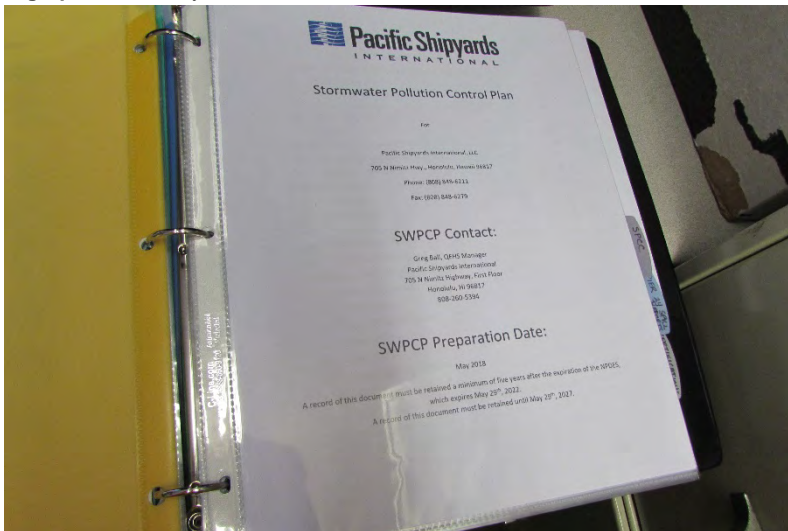 Pacific Shipyards
INTERNATIONAL
Stormwater Pollution Control Plan
For
Pacific Shipyards International, LLC
705 N Nimitz Hwy., Honolulu, Hawaii 96817
Phone: (808) 848-6211
Fax: (808) 848-6279
SWPCP Contact:
Greg Ball, QEHS Manager
Pacific Shipyards International
705 N Nimitz Highway, First Floor
Honolulu, HI 96817
808-260-5394
SWPCP Preparation Date:
May 2018
A record of this document must be retained a minimum of five years after the expiration of the NPDES,
which expires May 29th, 2022.
A record of this document must be retained until May 29th, 2027.
SPCC